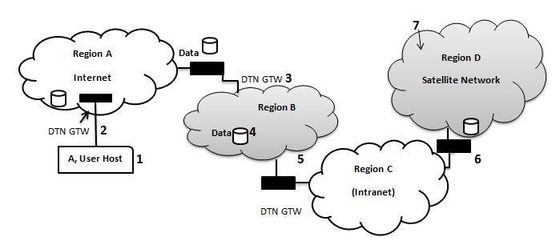 Region A
Internet
Data
DTN GTW 3
DTN GTW
2
A, User Host 1
Region B
Data 4
5
DTN GTW
Region C
(Intranet)
6
7
Region D
Satellite Network